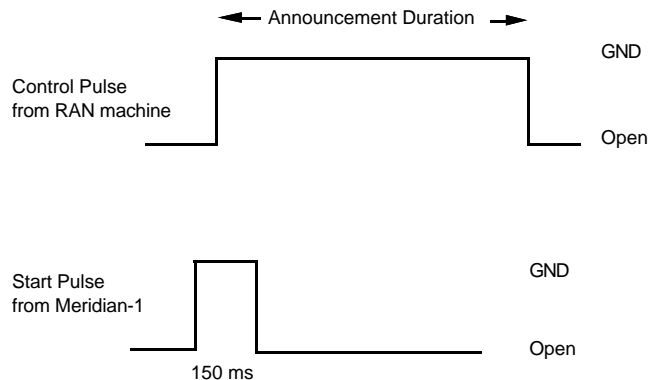 Announcement Duration
GND
Control Pulse
from RAN machine
Open
Start Pulse
from Meridian-1
GND
Open
150 ms